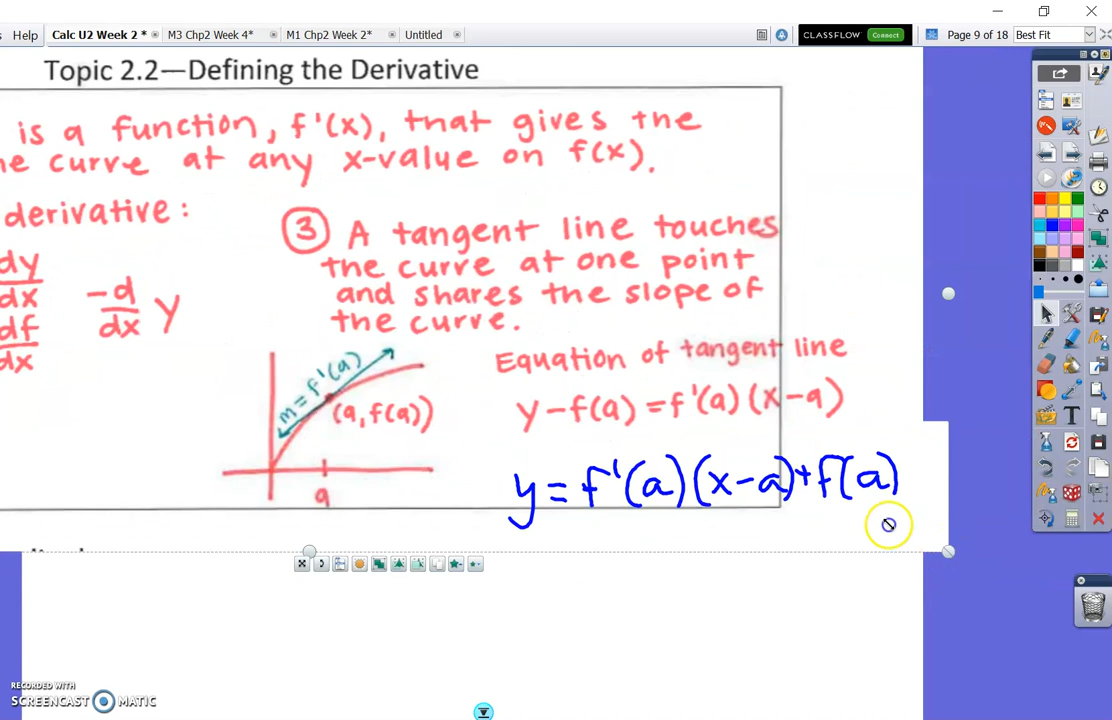 s Help Calc U2 Week 2 * M3 Chp2 Week 4* M1 Chp2 Week 2* Untitled CLASSFLOW Connect Page 9 of 18 Best Fit
Topic 2.2—Defining the Derivative
is a function, f'(x), that gives the
he curve at any x-value on f(x).
derivative:
dy
dx
df
dx
-d
dx
y
③ A tangent line touches
the curve at one point
and shares the slope of
the curve.
m = f'(a)
(a, f(a))
a
Equation of tangent line
y-f(a) = f'(a)(x-a)
y = f'(a)(x-a)+f(a)
RECORDED WITH
SCREENCAST MATIC